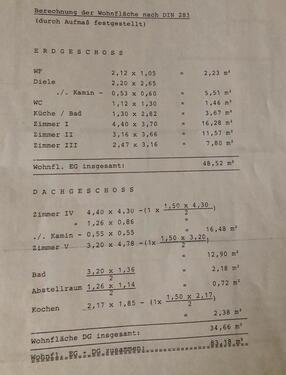 Berechnung der Wohnfläche nach DIN 283
(durch Aufmaß festgestellt)
ERDGESCHOSS
WF 2,12 x 1,05 = 2,23 m²
Diele 2,20 x 2,65
./. Kamin - 0,53 x 0,60 = 5,51 m²
WC 1,12 x 1,30 = 1,46 m²
Küche / Bad 1,30 x 2,82 = 3,67 m²
Zimmer I 4,40 x 3,70 = 16,28 m²
Zimmer II 3,16 x 3,66 = 11,57 m²
Zimmer III 2,47 x 3,16 = 7,80 m²
Wohnfl. EG insgesamt: 48,52 m²
DACHGESCHOSS
Zimmer IV 4,40 x 4,30 -(1 x 1,50 x 4,30 / 2)
" 1,26 x 0,86 "
./. Kamin - 0,55 x 0,55 = 16,48 m²
Zimmer V 3,20 x 4,78 -(1x 1,50 x 3,20 / 2)
= 12,90 m²
Bad 3,20 x 1,36 / 2 = 2,18 m²
Abstellraum 1,26 x 1,14 / 2 = 0,72 m²
Kochen 2,17 x 1,85 -(1x 1,50 x 2,17 / 2)
= 2,38 m²
Wohnfläche DG insgesamt: 34,66 m²
Wohnfl. EG - DG zusammen: 83,18 m²